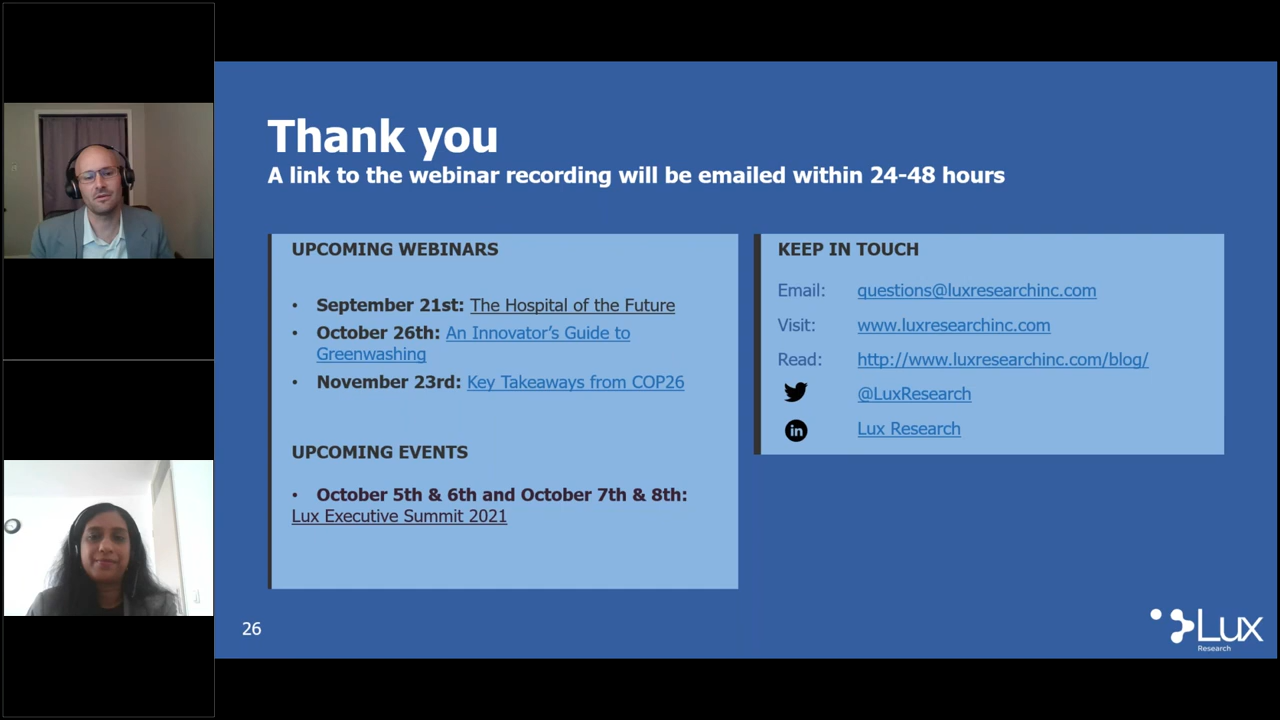 Thank you
A link to the webinar recording will be emailed within 24-48 hours
UPCOMING WEBINARS
• September 21st: The Hospital of the Future
• October 26th: An Innovator’s Guide to
Greenwashing
• November 23rd: Key Takeaways from COP26
UPCOMING EVENTS
• October 5th & 6th and October 7th & 8th:
Lux Executive Summit 2021
KEEP IN TOUCH
Email: questions@luxresearchinc.com
Visit: www.luxresearchinc.com
Read: http://www.luxresearchinc.com/blog/
@LuxResearch
in Lux Research
26
Lux
Research